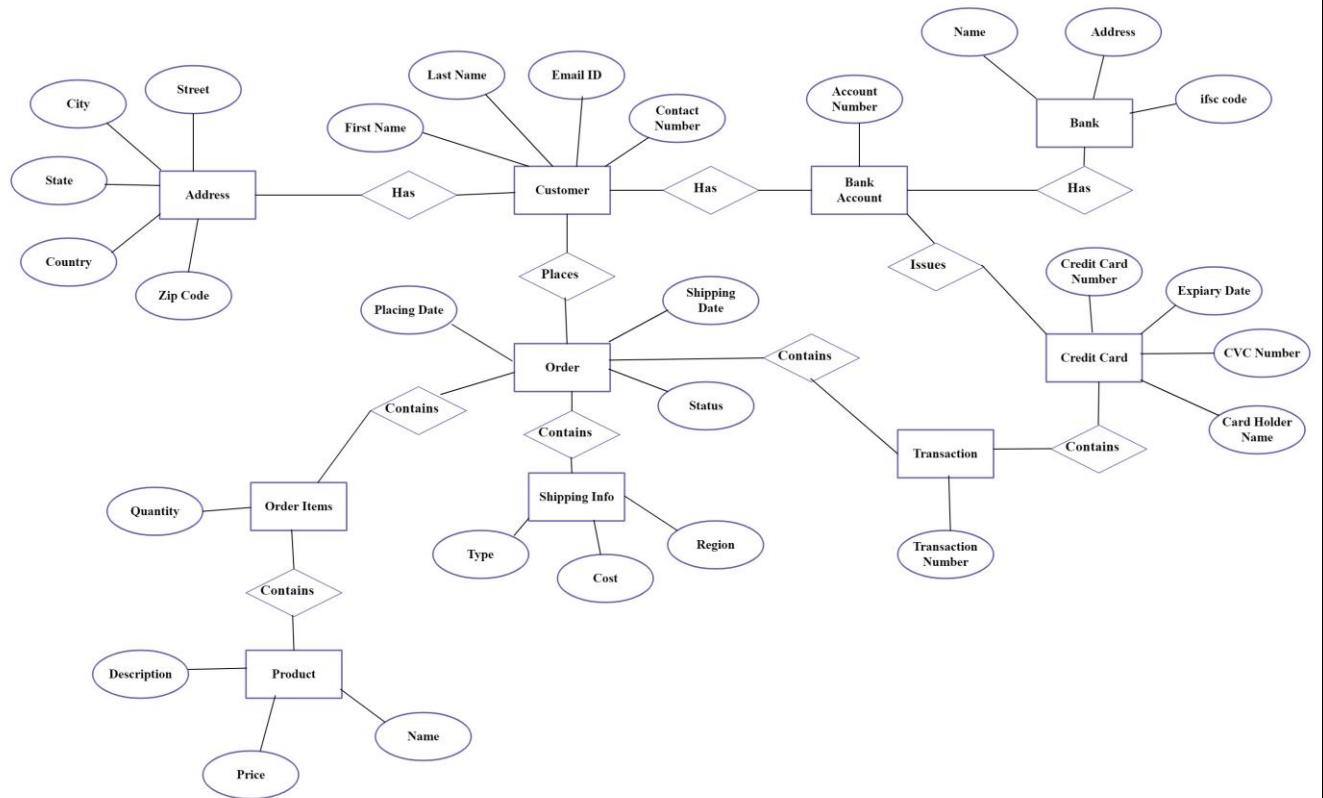 Name
Address
Last Name
Email ID
Street
City
Account
Number
ifsc code
Contact
Number
Bank
First Name
State
Address
Has
Customer
Has
Bank
Account
Has
Country
Places
Issues
Credit Card
Number
Zip Code
Shipping
Date
Expiary Date
Placing Date
Order
Contains
Credit Card
CVC Number
Contains
Status
Contains
Card Holder
Name
Transaction
Contains
Quantity
Order Items
Shipping Info
Type
Region
Transaction
Number
Cost
Contains
Description
Product
Name
Price